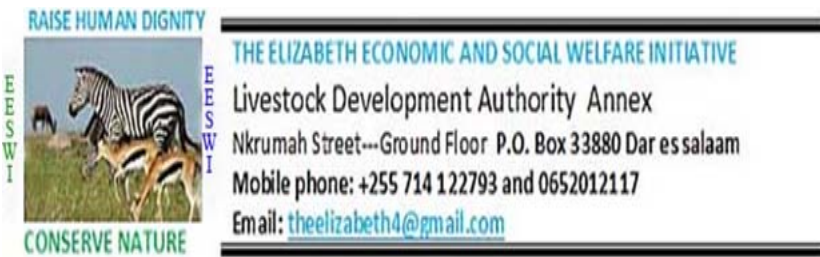 RAISE HUMAN DIGNITY
EESWI
EESWI
CONSERVE NATURE
THE ELIZABETH ECONOMIC AND SOCIAL WELFARE INITIATIVE
Livestock Development Authority Annex
Nkrumah Street---Ground Floor P.O. Box 33880 Dar es salaam
Mobile phone: +255 714 122793 and 0652012117
Email: theelizabeth4@gmail.com